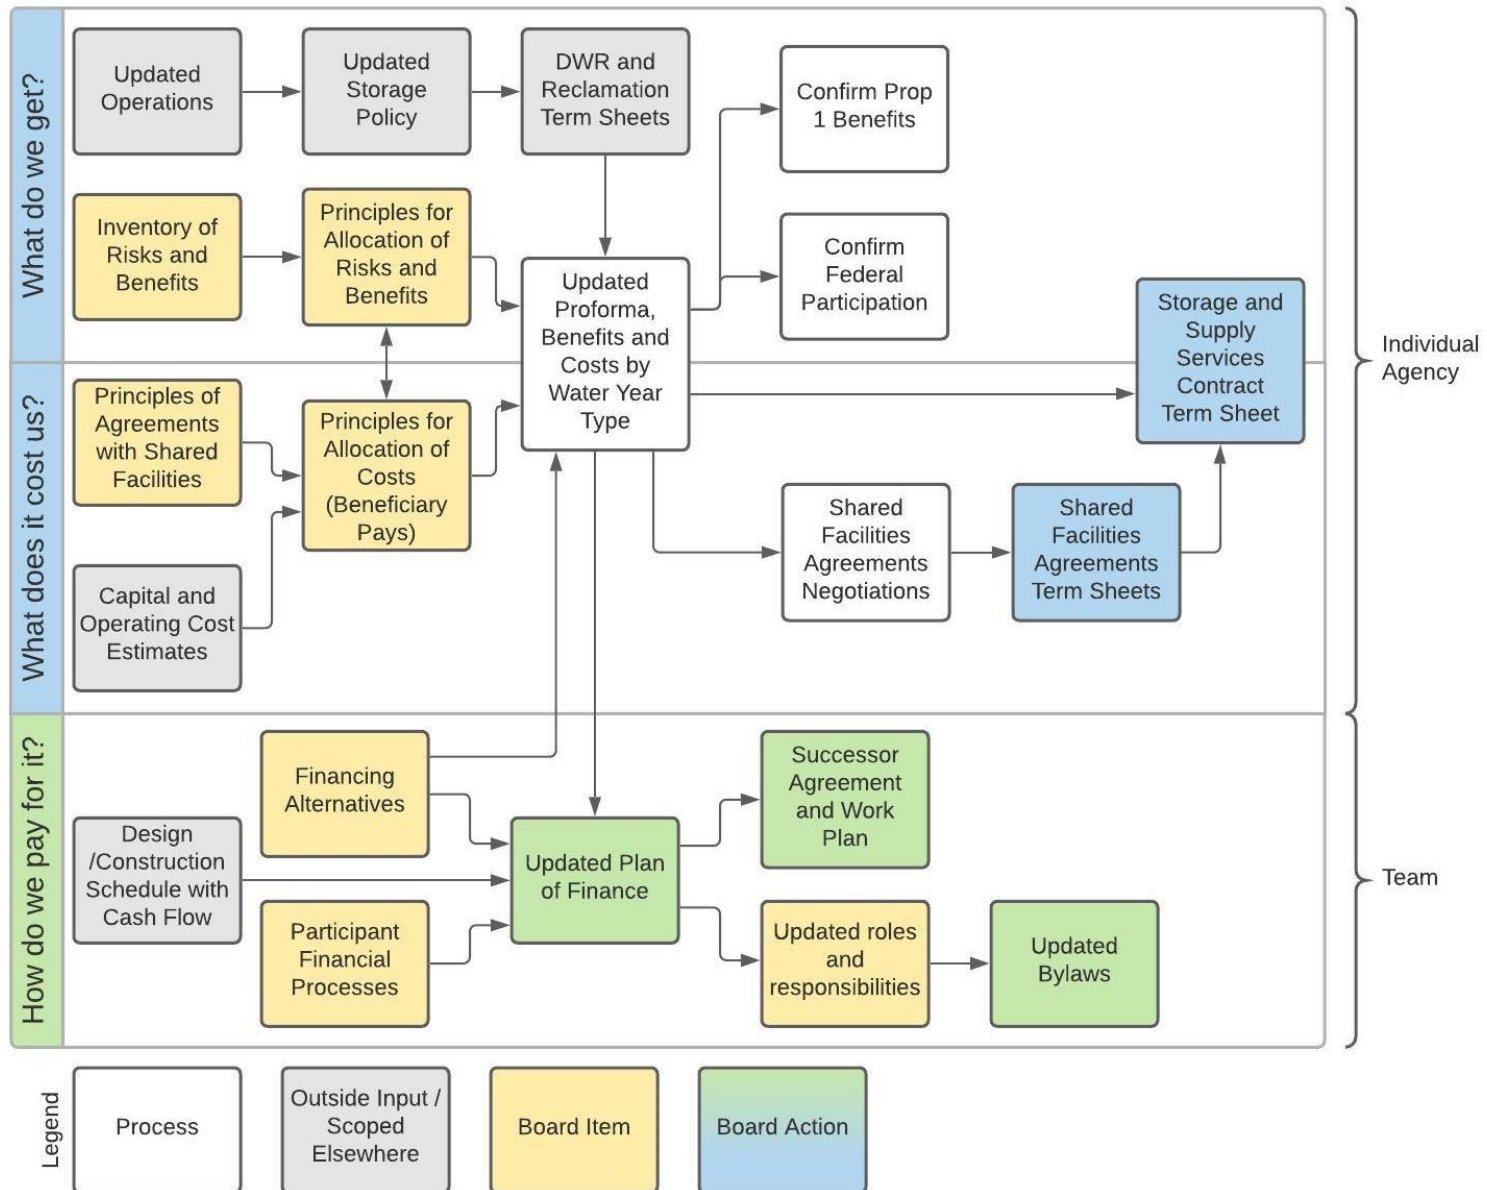 What do we get?
Updated
Operations
Updated
Storage
Policy
DWR and
Reclamation
Term Sheets
Confirm Prop
1 Benefits
Inventory of
Risks and
Benefits
Principles for
Allocation of
Risks and
Benefits
Updated
Proforma,
Benefits and
Costs by
Water Year
Type
Confirm
Federal
Participation
Storage and
Supply
Services
Contract
Term Sheet
Individual
Agency
What does it cost us?
Principles of
Agreements
with Shared
Facilities
Principles for
Allocation of
Costs
(Beneficiary
Pays)
Capital and
Operating Cost
Estimates
Shared
Facilities
Agreements
Negotiations
Shared
Facilities
Agreements
Term Sheets
How do we pay for it?
Financing
Alternatives
Design
/Construction
Schedule with
Cash Flow
Participant
Financial
Processes
Updated Plan
of Finance
Successor
Agreement
and Work
Plan
Updated roles
and
responsibilities
Updated
Bylaws
Team
Legend
Process
Outside Input /
Scoped
Elsewhere
Board Item
Board Action